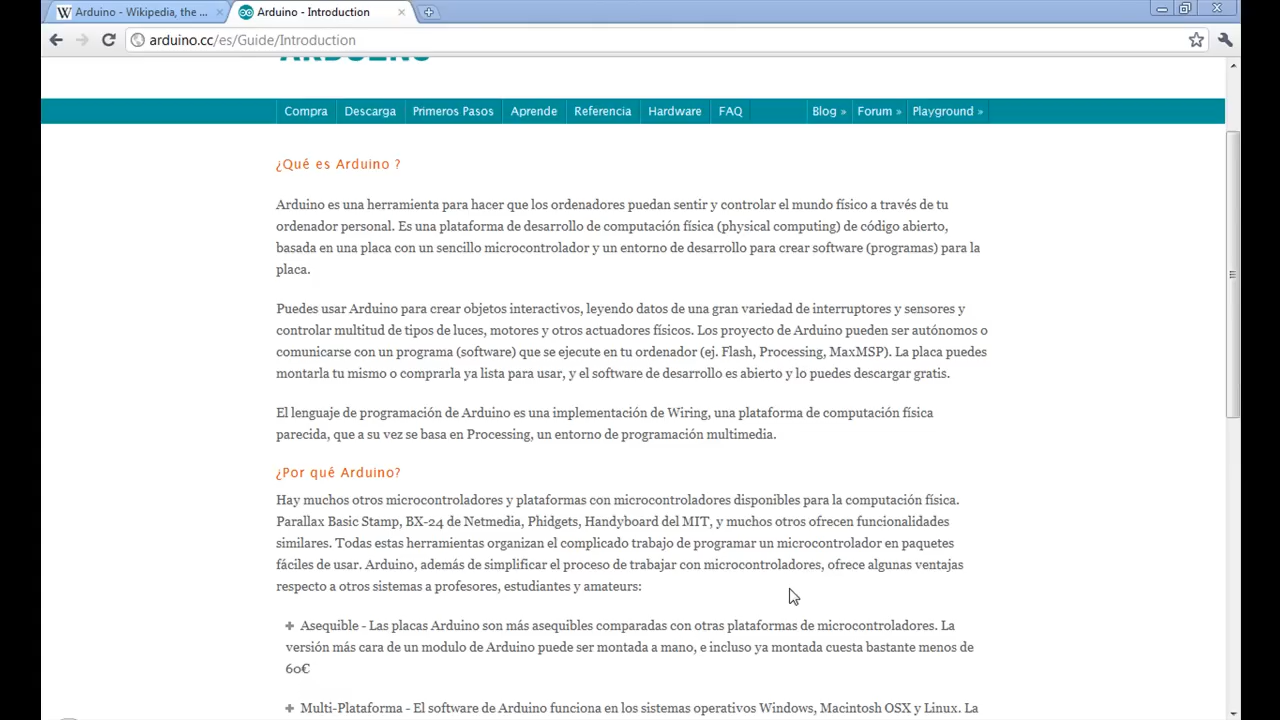 Arduino - Wikipedia, the ...
Arduino - Introduction
arduino.cc/es/Guide/Introduction
ARDUINO
Compra
Descarga
Primeros Pasos
Aprende
Referencia
Hardware
FAQ
Blog »
Forum »
Playground »
¿Qué es Arduino ?
Arduino es una herramienta para hacer que los ordenadores puedan sentir y controlar el mundo físico a través de tu
ordenador personal. Es una plataforma de desarrollo de computación física (physical computing) de código abierto,
basada en una placa con un sencillo microcontrolador y un entorno de desarrollo para crear software (programas) para la
placa.
Puedes usar Arduino para crear objetos interactivos, leyendo datos de una gran variedad de interruptores y sensores y
controlar multitud de tipos de luces, motores y otros actuadores físicos. Los proyecto de Arduino pueden ser autónomos o
comunicarse con un programa (software) que se ejecute en tu ordenador (ej. Flash, Processing, MaxMSP). La placa puedes
montarla tu mismo o comprarla ya lista para usar, y el software de desarrollo es abierto y lo puedes descargar gratis.
El lenguaje de programación de Arduino es una implementación de Wiring, una plataforma de computación física
parecida, que a su vez se basa en Processing, un entorno de programación multimedia.
¿Por qué Arduino?
Hay muchos otros microcontroladores y plataformas con microcontroladores disponibles para la computación física.
Parallax Basic Stamp, BX-24 de Netmedia, Phidgets, Handyboard del MIT, y muchos otros ofrecen funcionalidades
similares. Todas estas herramientas organizan el complicado trabajo de programar un microcontrolador en paquetes
fáciles de usar. Arduino, además de simplificar el proceso de trabajar con microcontroladores, ofrece algunas ventajas
respecto a otros sistemas a profesores, estudiantes y amateurs:
Asequible - Las placas Arduino son más asequibles comparadas con otras plataformas de microcontroladores. La
versión más cara de un modulo de Arduino puede ser montada a mano, e incluso ya montada cuesta bastante menos de
60€
Multi-Plataforma - El software de Arduino funciona en los sistemas operativos Windows, Macintosh OSX y Linux. La